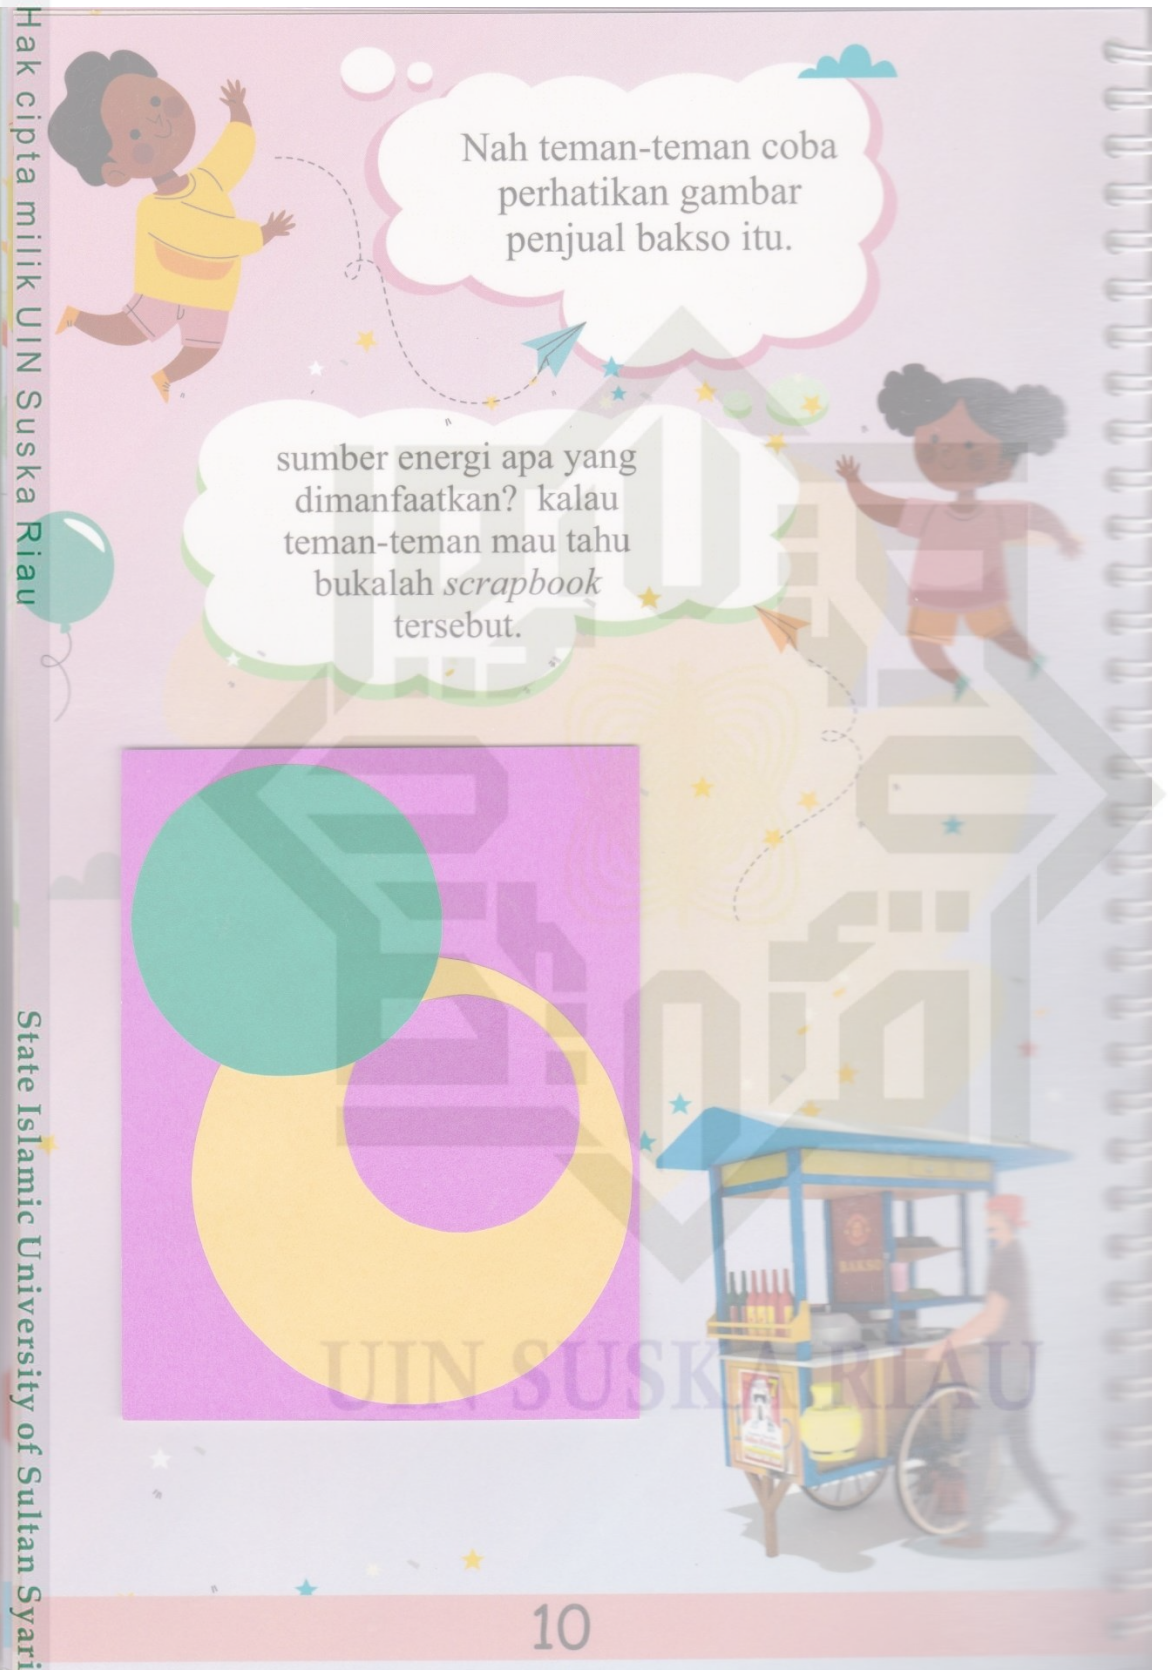 Nah teman-teman coba
perhatikan gambar
penjual bakso itu.
sumber energi apa yang
dimanfaatkan? kalau
teman-teman mau tahu
bukalah scrapbook
tersebut.
BAKSO
UIN SUSKA RIAU
10
Hak cipta milik UIN Suska Riau
State Islamic University of Sultan Syari